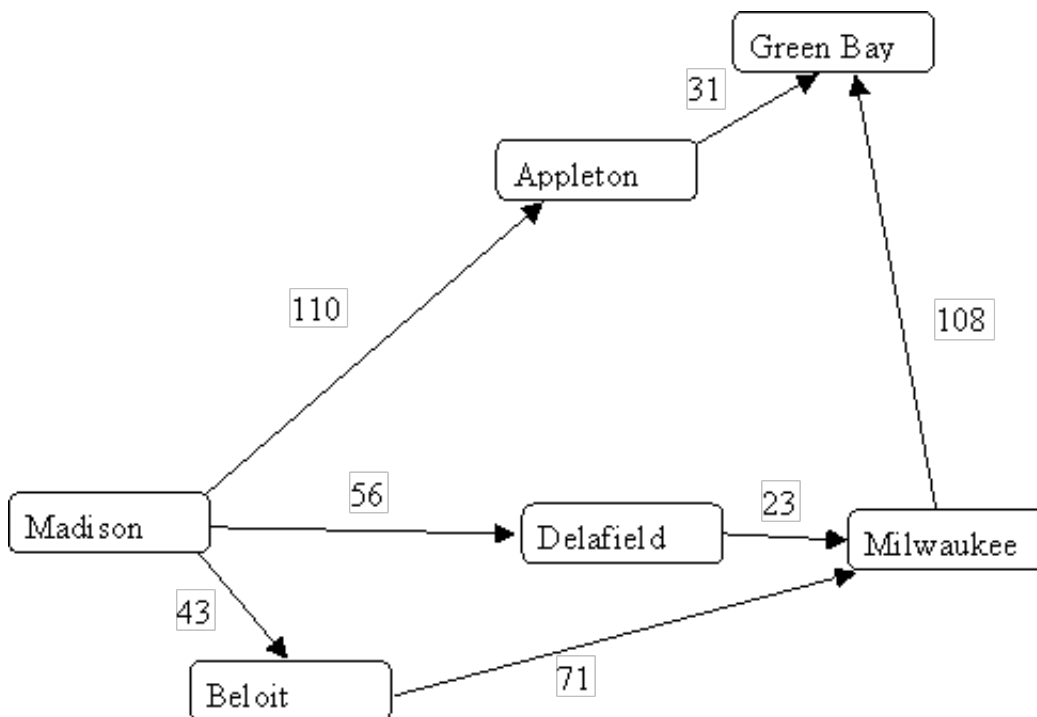 Green Bay
31
Appleton
110
108
56
23
Madison
Delafield
Milwaukee
43
71
Beloit